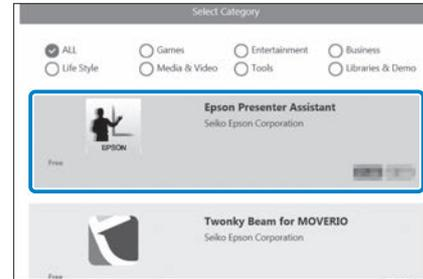 Select Category
ALL Games Entertainment Business
Life Style Media & Video Tools Libraries & Demo
Epson Presenter Assistant
Seiko Epson Corporation
EPSON
Free
Twonky Beam for MOVERIO
Seiko Epson Corporation
Free